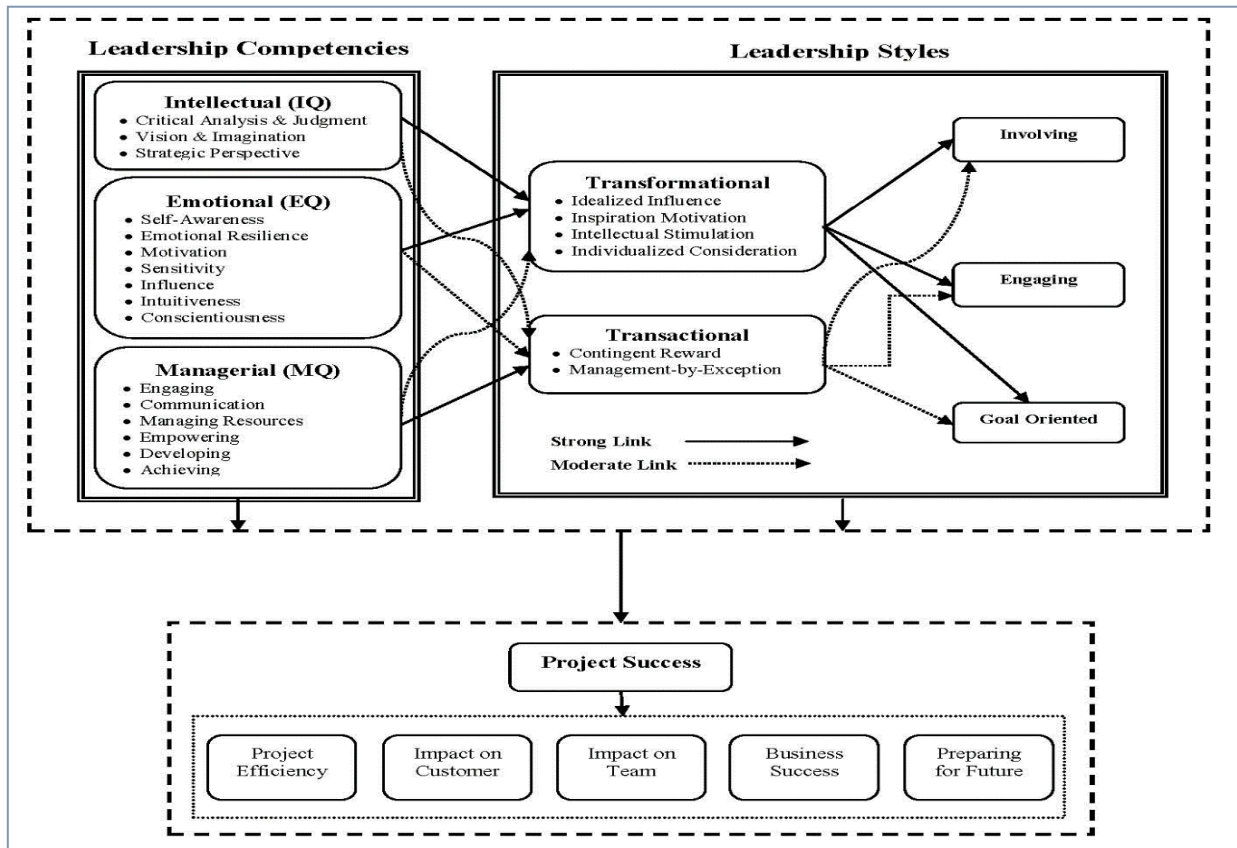 Leadership Competencies
Leadership Styles
Intellectual (IQ)
• Critical Analysis & Judgment
• Vision & Imagination
• Strategic Perspective
Emotional (EQ)
• Self-Awareness
• Emotional Resilience
• Motivation
• Sensitivity
• Influence
• Intuitiveness
• Conscientiousness
Managerial (MQ)
• Engaging
• Communication
• Managing Resources
• Empowering
• Developing
• Achieving
Transformational
• Idealized Influence
• Inspiration Motivation
• Intellectual Stimulation
• Individualized Consideration
Transactional
• Contingent Reward
• Management-by-Exception
Involving
Engaging
Goal Oriented
Strong Link
Moderate Link
Project Success
Project
Efficiency
Impact on
Customer
Impact on
Team
Business
Success
Preparing
for Future